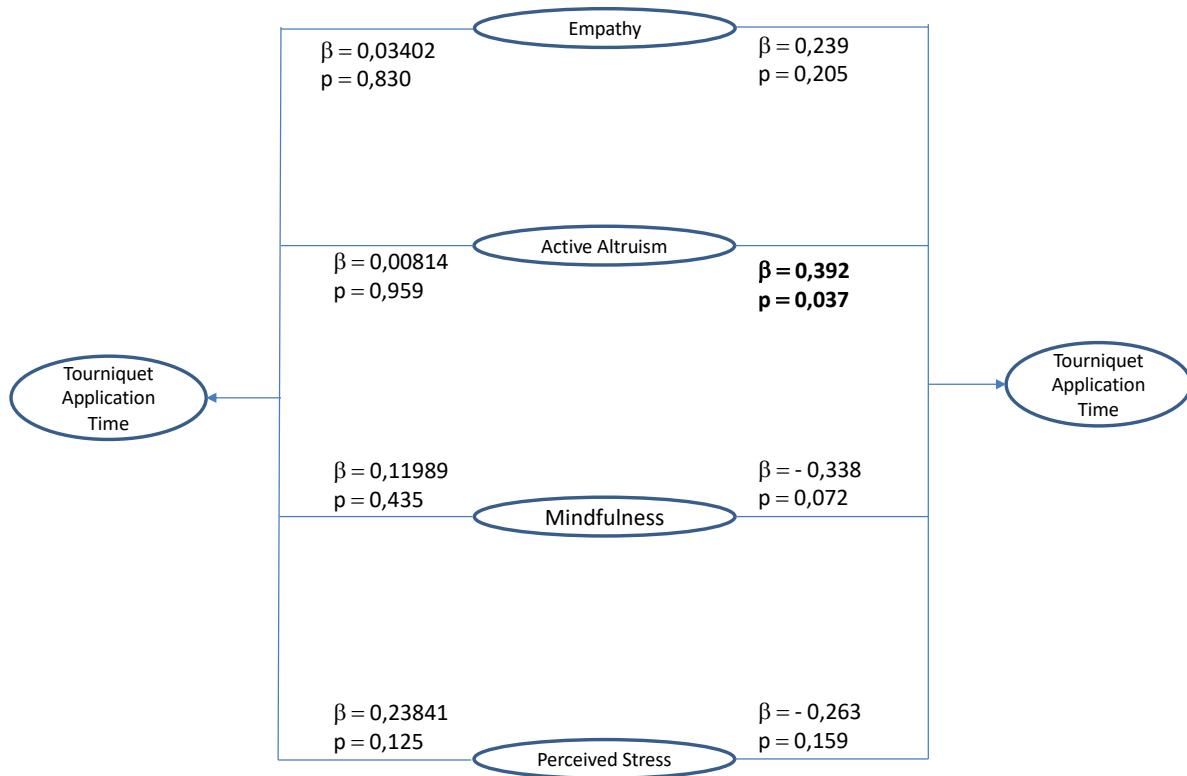 Empathy
β = 0,03402
p = 0,830
β = 0,239
p = 0,205
Active Altruism
β = 0,00814
p = 0,959
β = 0,392
p = 0,037
Tourniquet
Application
Time
Tourniquet
Application
Time
β = 0,11989
p = 0,435
β = - 0,338
p = 0,072
Mindfulness
β = 0,23841
p = 0,125
β = - 0,263
p = 0,159
Perceived Stress